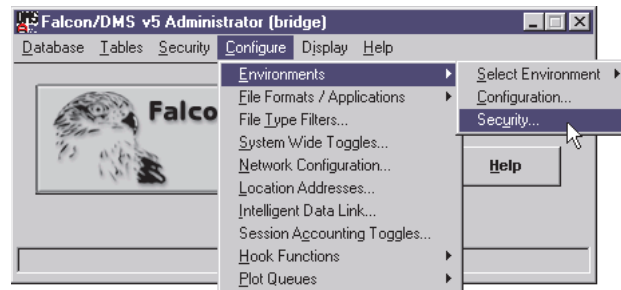 Falcon/DMS v5 Administrator (bridge)
Database Tables Security Configure Display Help
Environments
File Formats / Applications
File Type Filters...
System Wide Toggles...
Network Configuration...
Location Addresses...
Intelligent Data Link...
Session Accounting Toggles...
Hook Functions
Plot Queues
Select Environment
Configuration...
Security...
Falco
Help